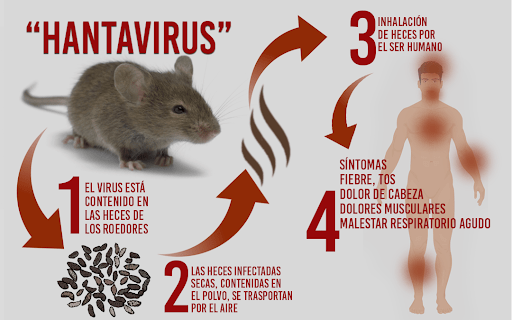 “HANTAVIRUS”
1
EL VIRUS ESTÁ
CONTENIDO EN
LAS HECES DE
LOS ROEDORES
2
LAS HECES INFECTADAS
SECAS, CONTENIDAS EN
EL POLVO, SE TRASPORTAN
POR EL AIRE
3
INHALACIÓN
DE HECES POR
EL SER HUMANO
4
SÍNTOMAS
FIEBRE, TOS
DOLOR DE CABEZA
DOLORES MUSCULARES
MALESTAR RESPIRATORIO AGUDO